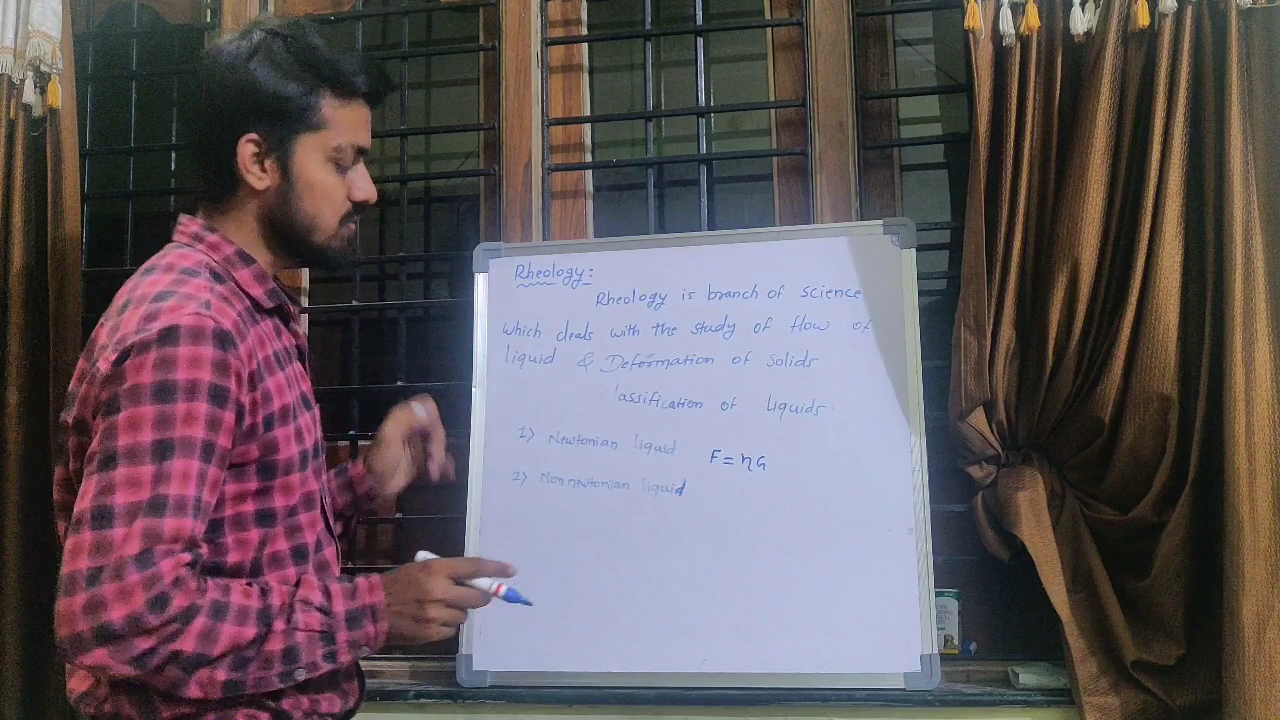 Rheology:
Rheology is branch of science
which deals with the study of flow of
liquid & Deformation of solids
lassification of liquids
1) Newtonian liquid F = ηG
2) Non newtonian liquid